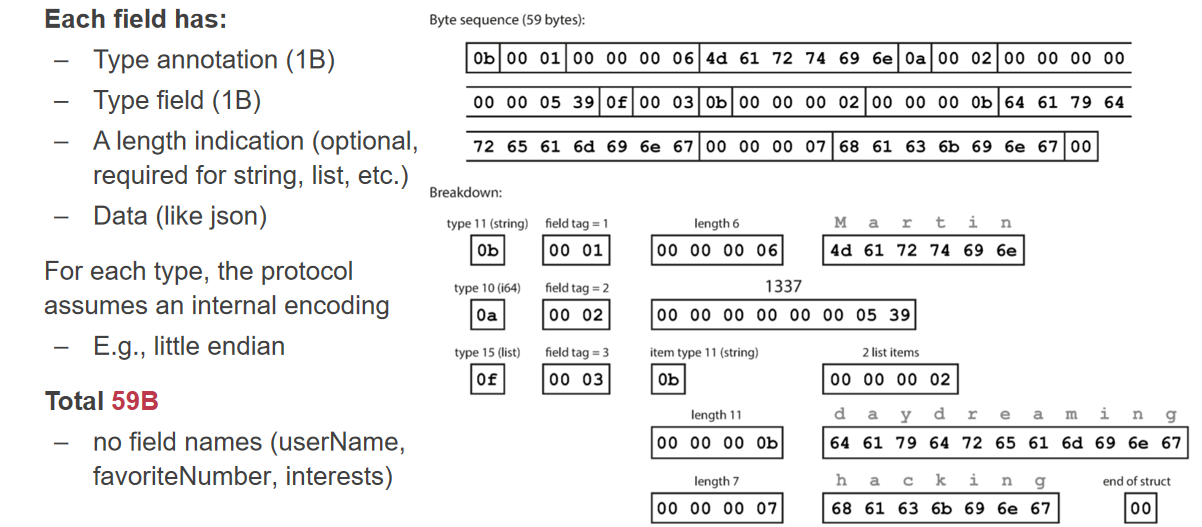 Each field has:
– Type annotation (1B)
– Type field (1B)
– A length indication (optional,
required for string, list, etc.)
– Data (like json)
For each type, the protocol
assumes an internal encoding
– E.g., little endian
Total 59B
– no field names (userName,
favoriteNumber, interests)
Byte sequence (59 bytes):
0b 00 01 00 00 00 06 4d 61 72 74 69 6e 0a 00 02 00 00 00 00
00 00 05 39 0f 00 03 0b 00 00 00 02 00 00 00 0b 64 61 79 64
72 65 61 6d 69 6e 67 00 00 00 07 68 61 63 6b 69 6e 67 00
Breakdown:
type 11 (string) field tag = 1 length 6 M a r t i n
0b 00 01 00 00 00 06 4d 61 72 74 69 6e
type 10 (i64) field tag = 2 1337
0a 00 02 00 00 00 00 00 00 05 39
type 15 (list) field tag = 3 item type 11 (string) 2 list items
0f 00 03 0b 00 00 00 02
length 11 d a y d r e a m i n g
00 00 00 0b 64 61 79 64 72 65 61 6d 69 6e 67
length 7 h a c k i n g end of struct
00 00 00 07 68 61 63 6b 69 6e 67 00